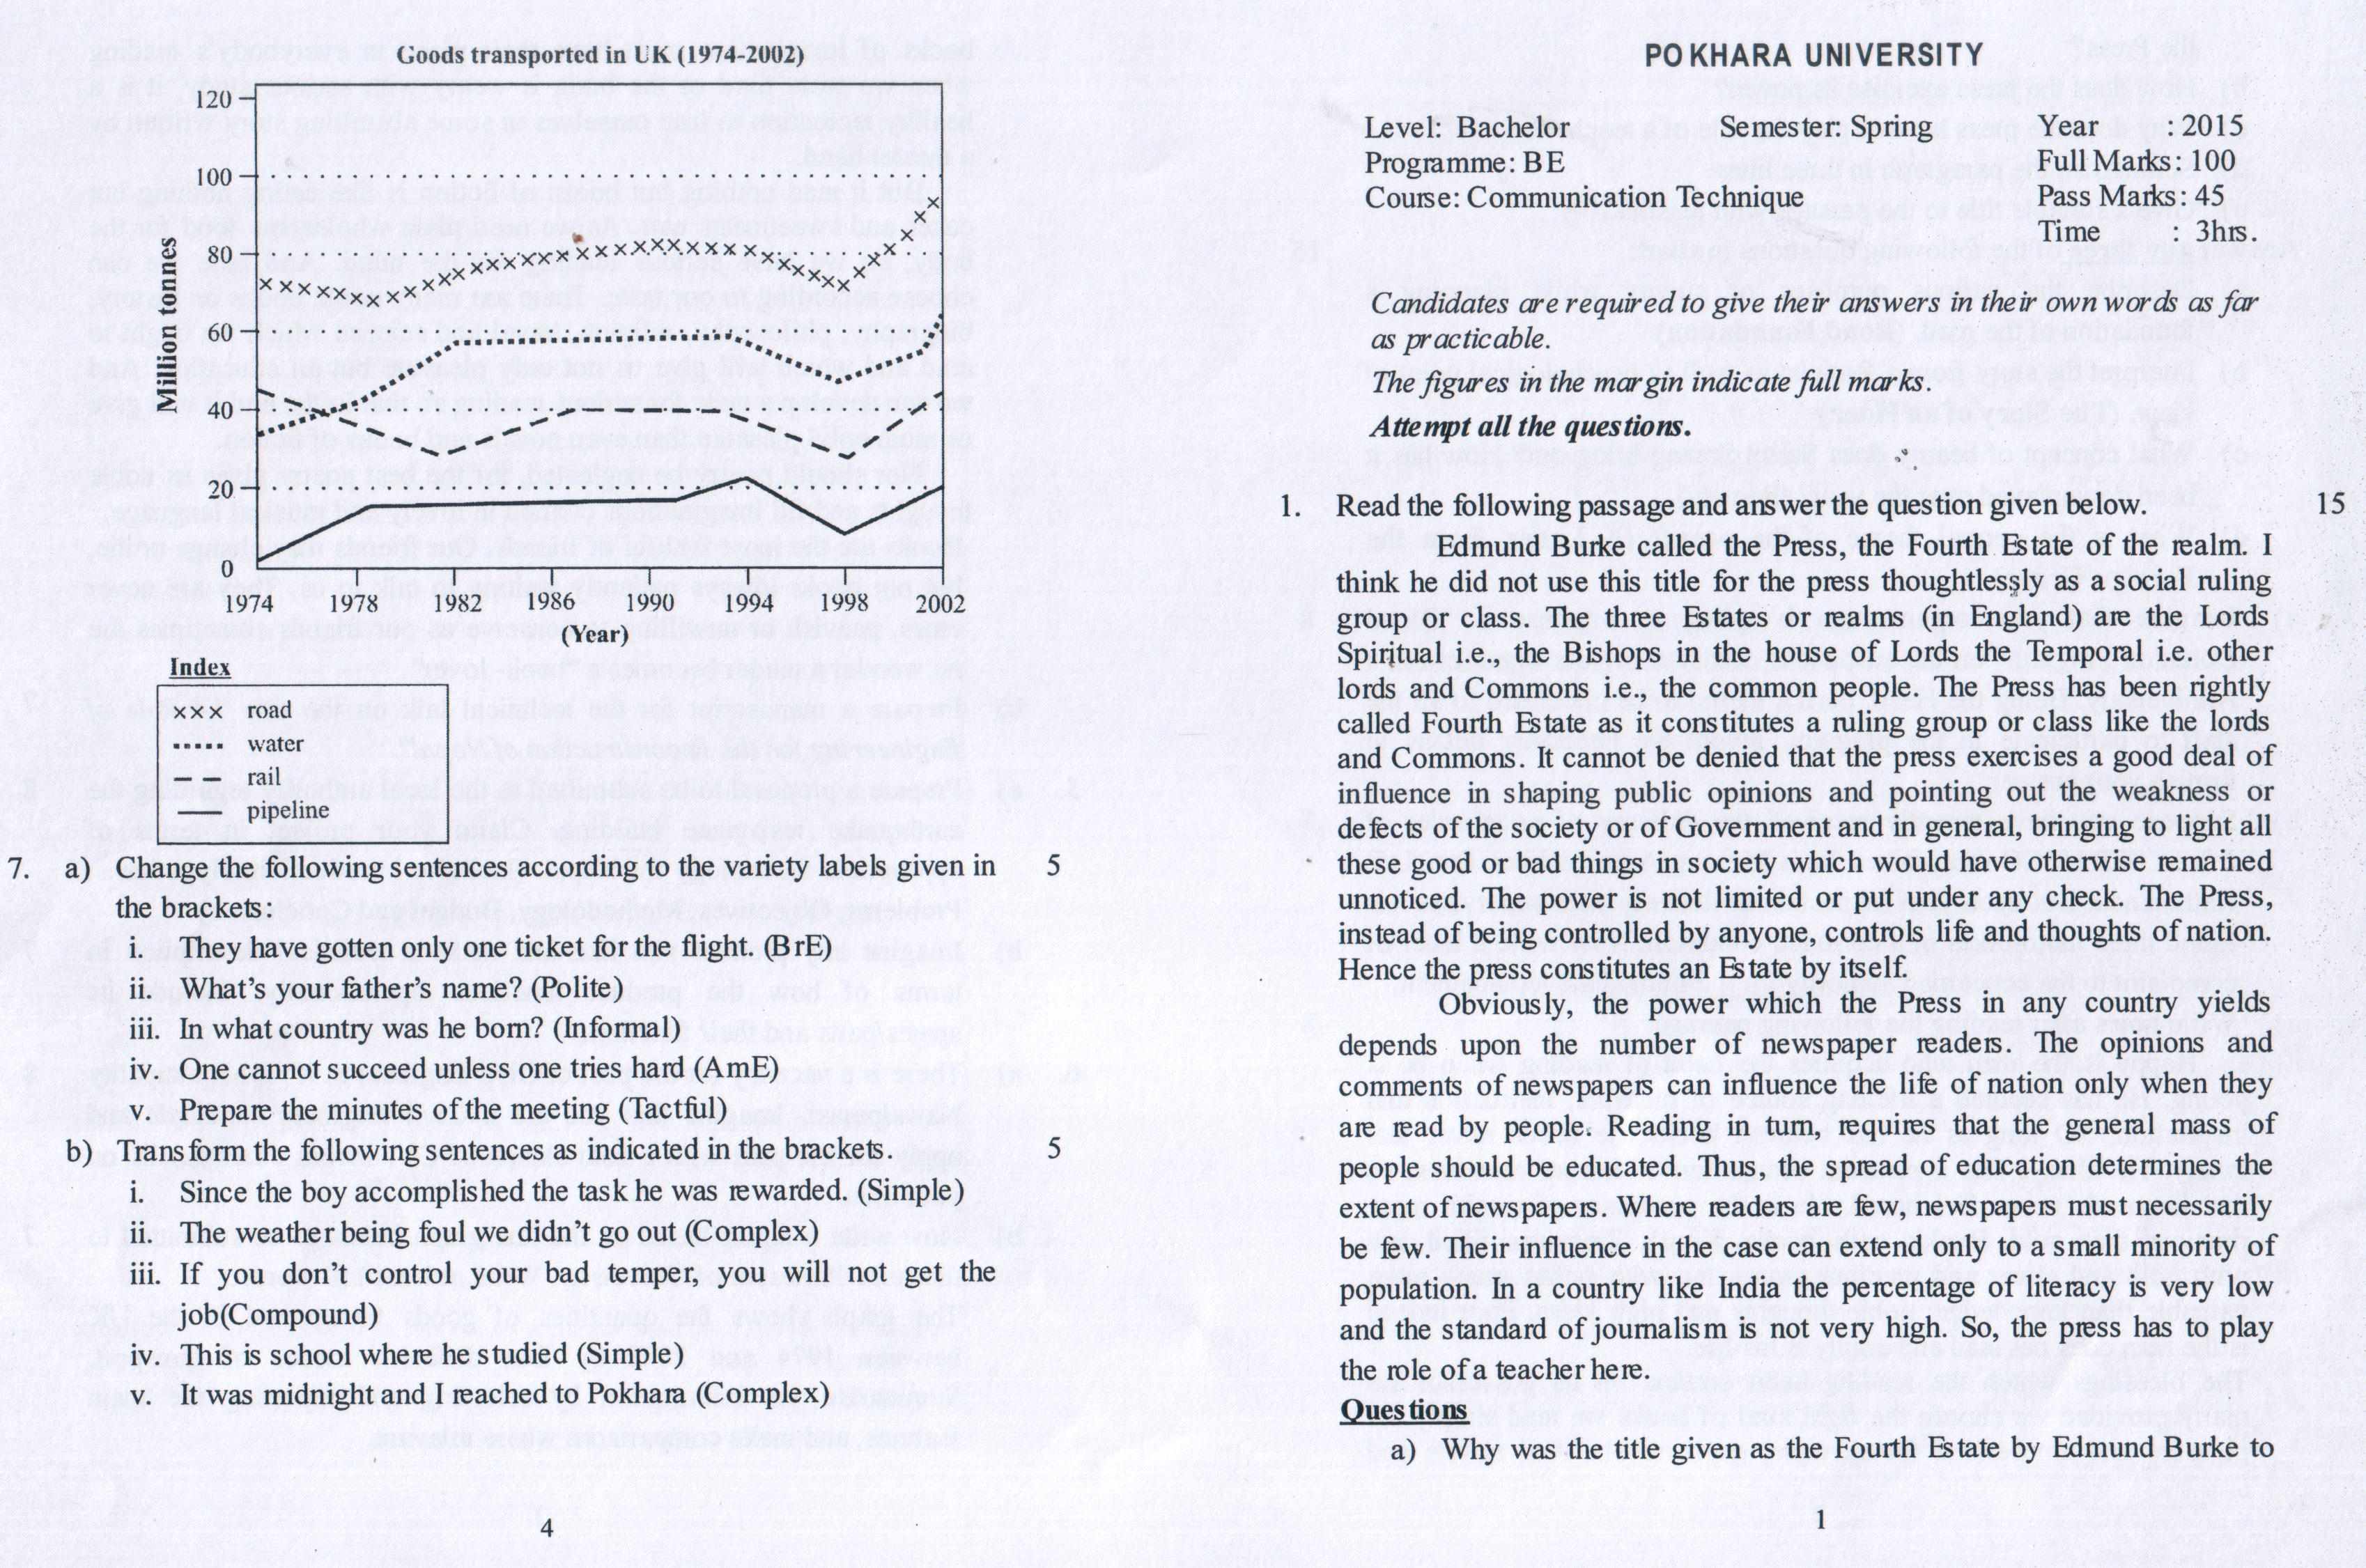 Goods transported in UK (1974-2002)
Million tonnes
120
100
80
60
40
20
0
1974 1978 1982 1986 1990 1994 1998 2002
(Year)
Index
××× road
water
rail
pipeline
7. a) Change the following sentences according to the variety labels given in 5
the brackets:
i. They have gotten only one ticket for the flight. (BrE)
ii. What's your father's name? (Polite)
iii. In what country was he born? (Informal)
iv. One cannot succeed unless one tries hard (AmE)
v. Prepare the minutes of the meeting (Tactful)
b) Transform the following sentences as indicated in the brackets. 5
i. Since the boy accomplished the task he was rewarded. (Simple)
ii. The weather being foul we didn't go out (Complex)
iii. If you don't control your bad temper, you will not get the
job(Compound)
iv. This is school where he studied (Simple)
v. It was midnight and I reached to Pokhara (Complex)
4
POKHARA UNIVERSITY
Level: Bachelor Semester: Spring Year : 2015
Programme: BE Full Marks: 100
Course: Communication Technique Pass Marks: 45
Time : 3hrs.
Candidates are required to give their answers in their own words as far
as practicable.
The figures in the margin indicate full marks.
Attempt all the questions.
1. Read the following passage and answer the question given below. 15
Edmund Burke called the Press, the Fourth Estate of the realm. I
think he did not use this title for the press thoughtlessly as a social ruling
group or class. The three Estates or realms (in England) are the Lords
Spiritual i.e., the Bishops in the house of Lords the Temporal i.e. other
lords and Commons i.e., the common people. The Press has been rightly
called Fourth Estate as it constitutes a ruling group or class like the lords
and Commons. It cannot be denied that the press exercises a good deal of
influence in shaping public opinions and pointing out the weakness or
defects of the society or of Government and in general, bringing to light all
these good or bad things in society which would have otherwise remained
unnoticed. The power is not limited or put under any check. The Press,
instead of being controlled by anyone, controls life and thoughts of nation.
Hence the press constitutes an Estate by itself.
Obviously, the power which the Press in any country yields
depends upon the number of newspaper readers. The opinions and
comments of newspapers can influence the life of nation only when they
are read by people. Reading in turn, requires that the general mass of
people should be educated. Thus, the spread of education determines the
extent of newspapers. Where readers are few, newspapers must necessarily
be few. Their influence in the case can extend only to a small minority of
population. In a country like India the percentage of literacy is very low
and the standard of journalism is not very high. So, the press has to play
the role of a teacher here.
Questions
a) Why was the title given as the Fourth Estate by Edmund Burke to
1